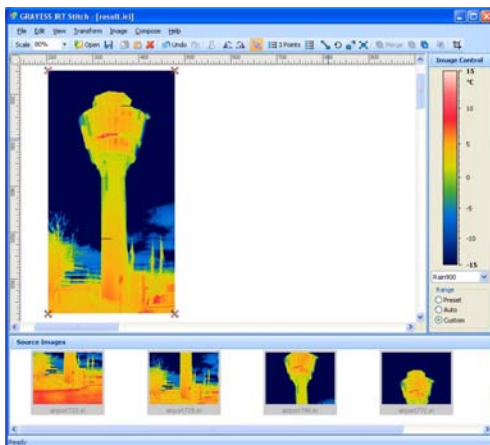 GRAYESS IRT Stitch - [result.iri]
File Edit View Transform Image Compose Help
Scale 80% Open Undo 3 Points Merge
Image Control
15
°C
10
5
0
-5
-10
-15
Rain900
Range
Preset
Auto
Custom
Source Images
Ready